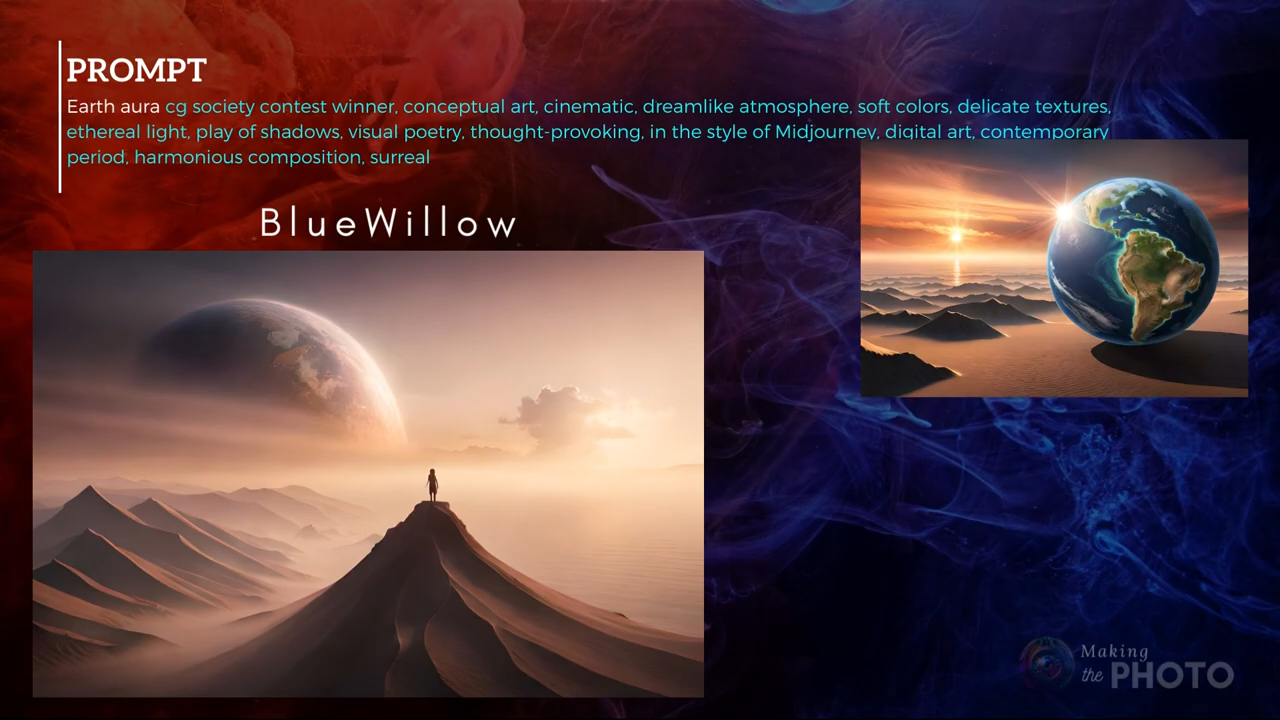 PROMPT
Earth aura cg society contest winner, conceptual art, cinematic, dreamlike atmosphere, soft colors, delicate textures,
ethereal light, play of shadows, visual poetry, thought-provoking, in the style of Midjourney, digital art, contemporary
period, harmonious composition, surreal
BlueWillow
Making
the PHOTO